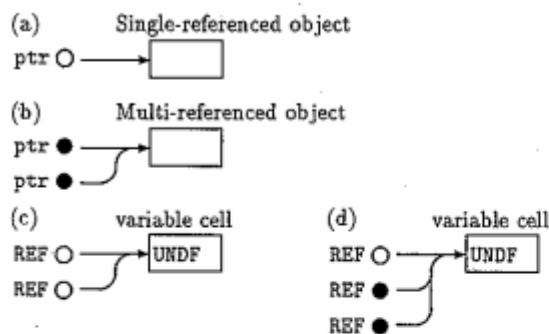 (a) Single-referenced object
ptr
(b) Multi-referenced object
ptr
ptr
(c) variable cell
REF UNDF
REF
(d) variable cell
REF UNDF
REF
REF